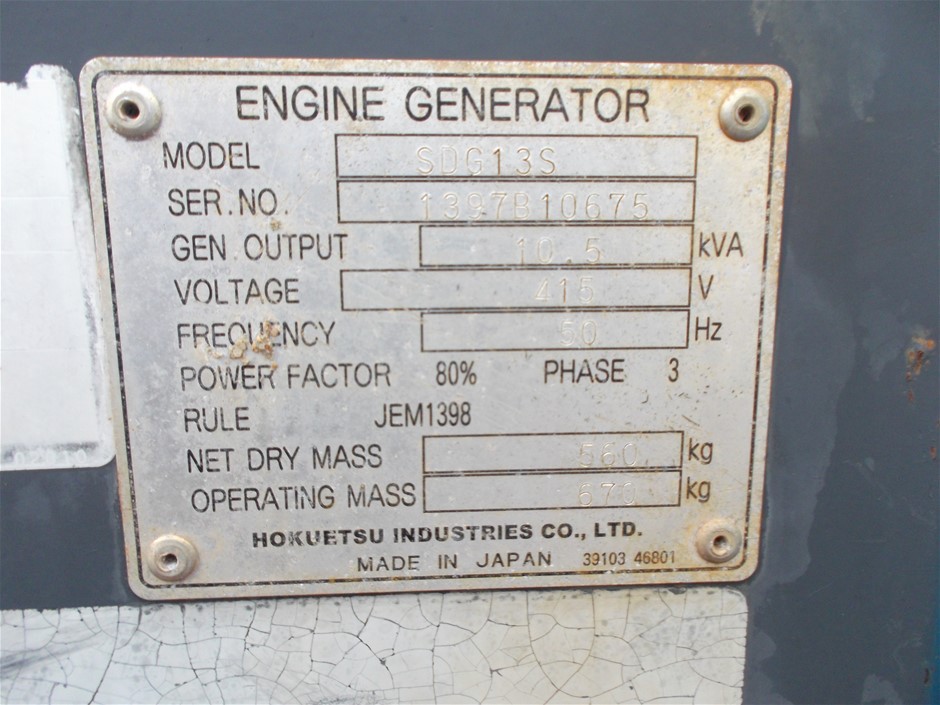 ENGINE GENERATOR
MODEL SDG13S
SER.NO. 1397B10675
GEN.OUTPUT 10.5 kVA
VOLTAGE 415 V
FREQUENCY 50 Hz
POWER FACTOR 80% PHASE 3
RULE JEM1398
NET DRY MASS 560 kg
OPERATING MASS 670 kg
HOKUETSU INDUSTRIES CO., LTD.
MADE IN JAPAN 39103 46801